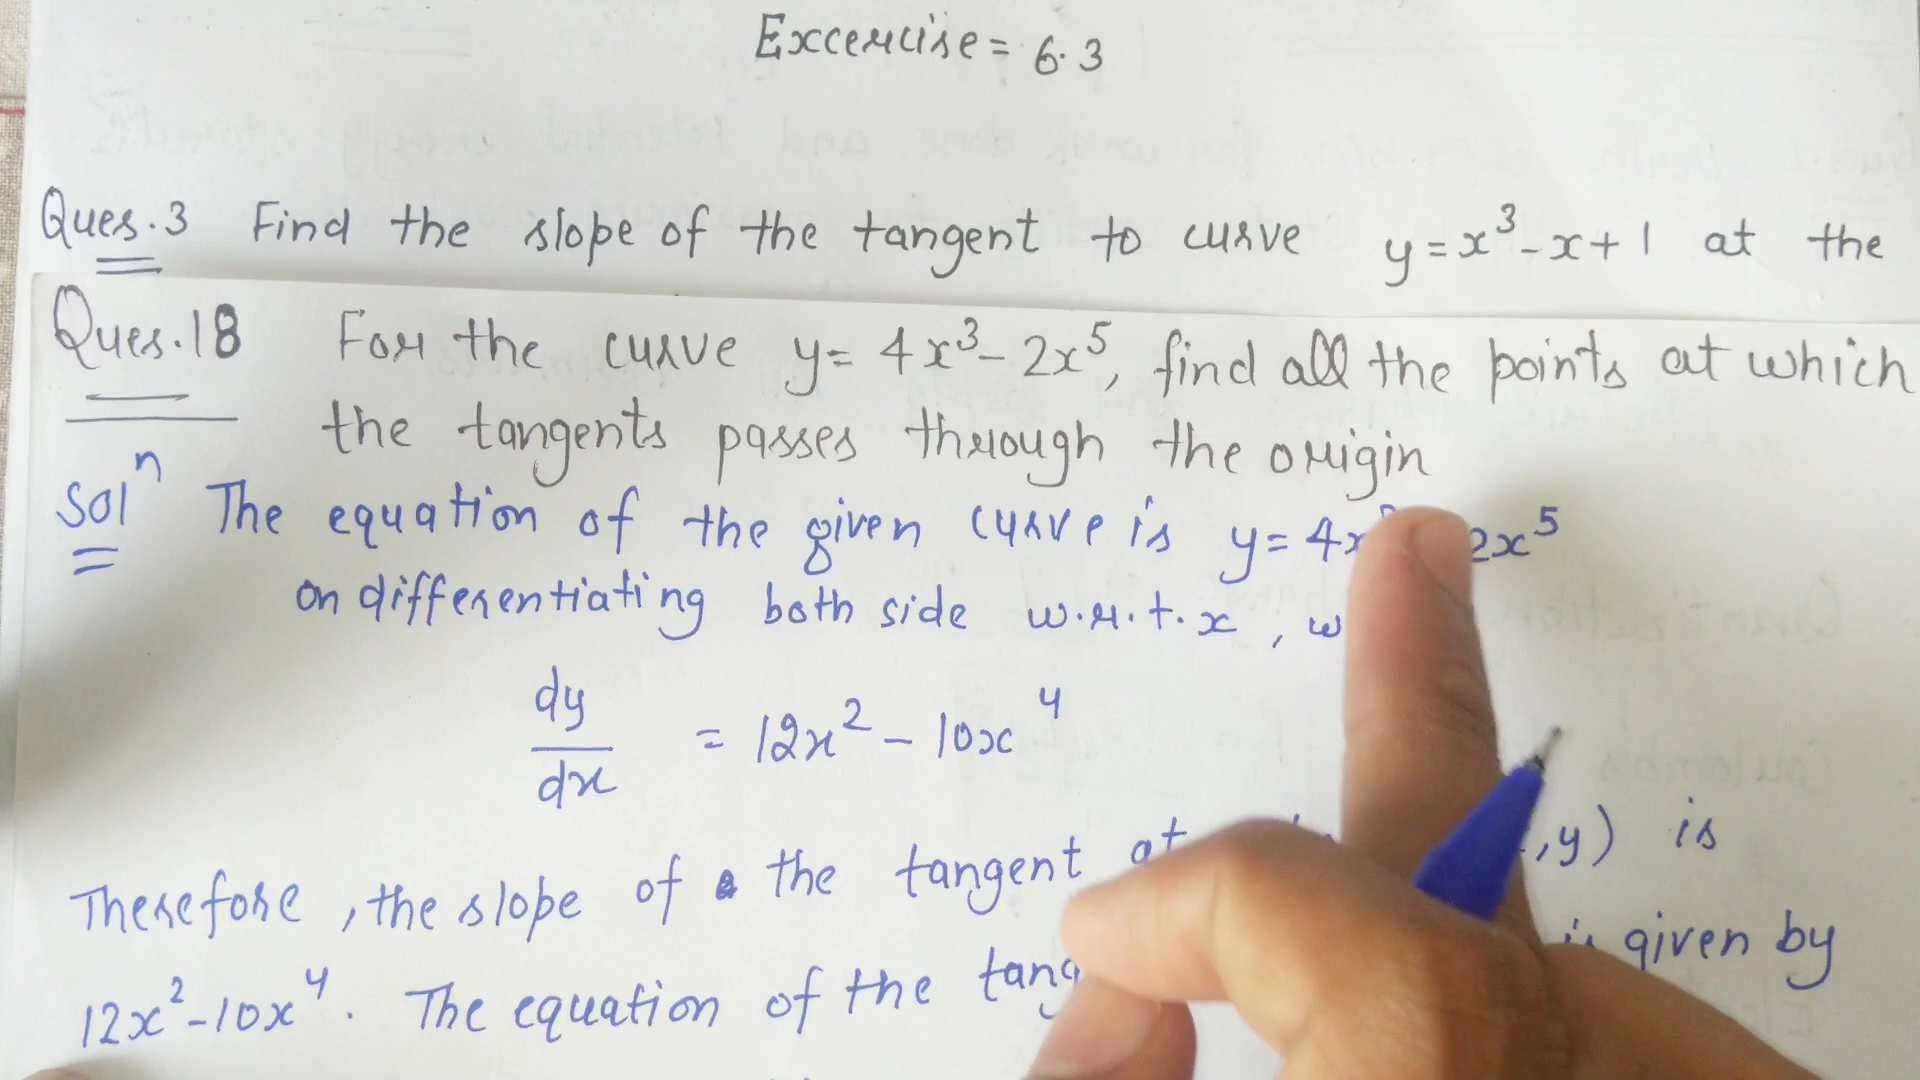 Excercise = 6.3
Ques.3 Find the slope of the tangent to curve y = x³ - x + 1 at the
Ques.18 For the curve y = 4x³ - 2x⁵, find all the points at which
the tangents passes through the origin
Solⁿ The equation of the given curve is y = 4x 2x⁵
on differentiating both side w.r.t. x, w
dy/dx = 12x² - 10x⁴
Therefore, the slope of the tangent at ,y) is
12x² - 10x⁴. The equation of the tang is given by